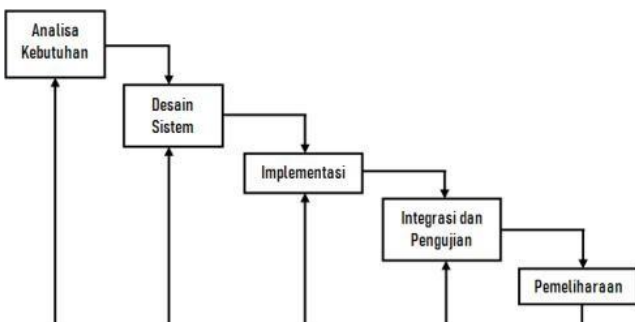 Analisa
Kebutuhan
Desain
Sistem
Implementasi
Integrasi dan
Pengujian
Pemeliharaan